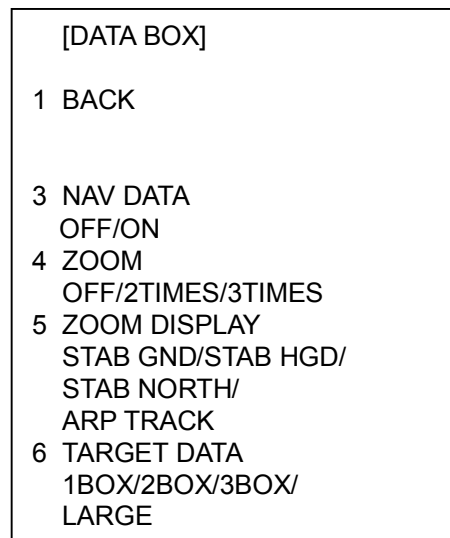 [DATA BOX]
1 BACK
3 NAV DATA
OFF/ON
4 ZOOM
OFF/2TIMES/3TIMES
5 ZOOM DISPLAY
STAB GND/STAB HGD/
STAB NORTH/
ARP TRACK
6 TARGET DATA
1BOX/2BOX/3BOX/
LARGE